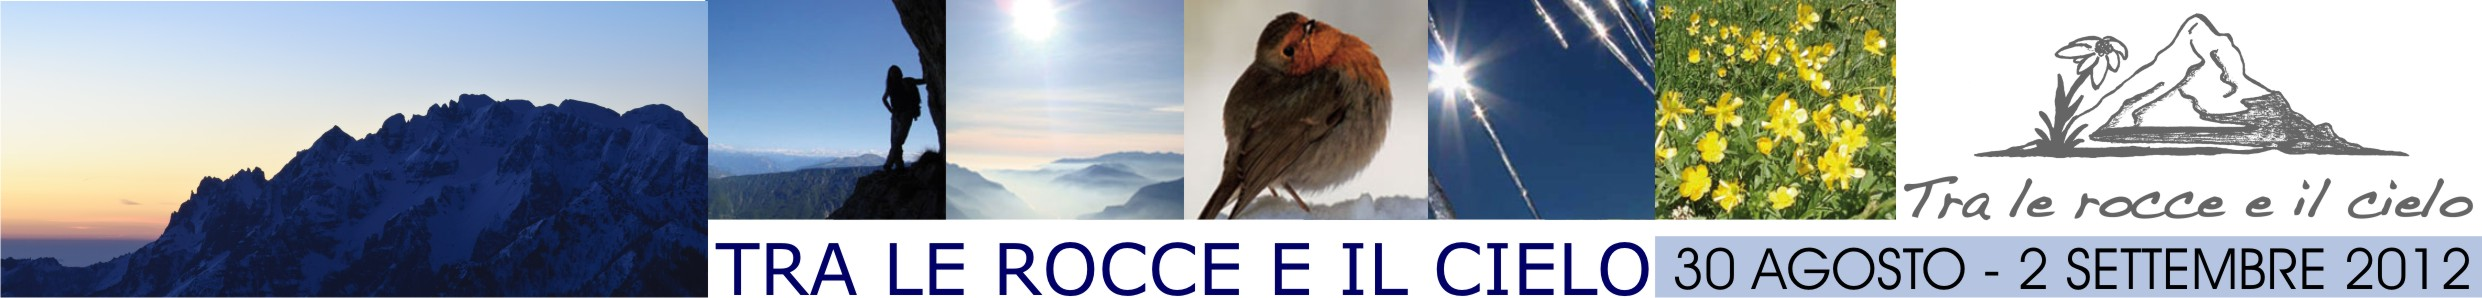 Tra le rocce e il cielo
TRA LE ROCCE E IL CIELO
30 AGOSTO - 2 SETTEMBRE 2012